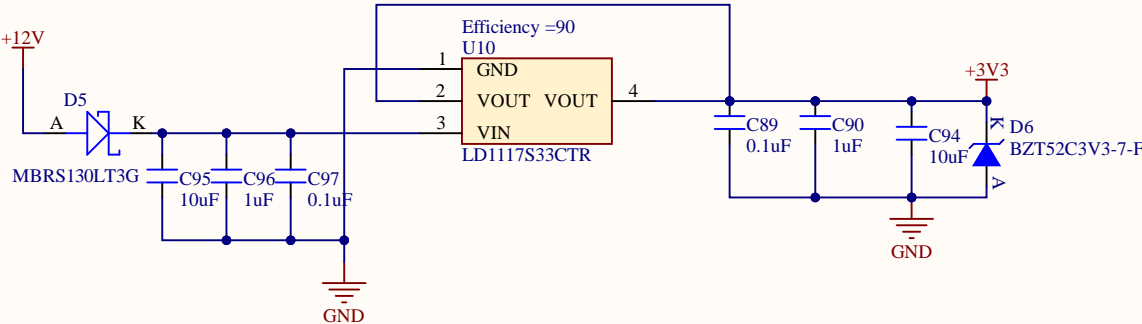 Efficiency =90
U10
+12V
1
GND
+3V3
D5
2
VOUT
VOUT
4
A
K
3
VIN
C89
0.1uF
C90
1uF
C94
10uF
K
D6
BZT52C3V3-7-F
A
LD1117S33CTR
MBRS130LT3G
C95
10uF
C96
1uF
C97
0.1uF
GND
GND